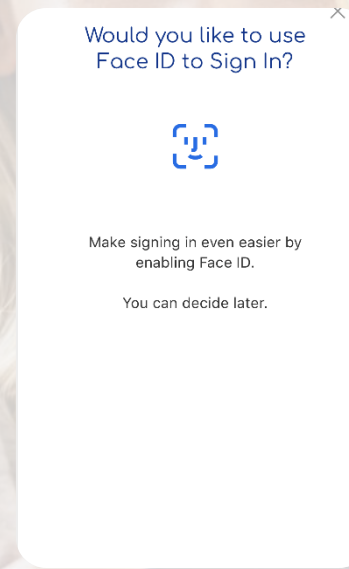 Would you like to use
Face ID to Sign In?
Make signing in even easier by
enabling Face ID.
You can decide later.